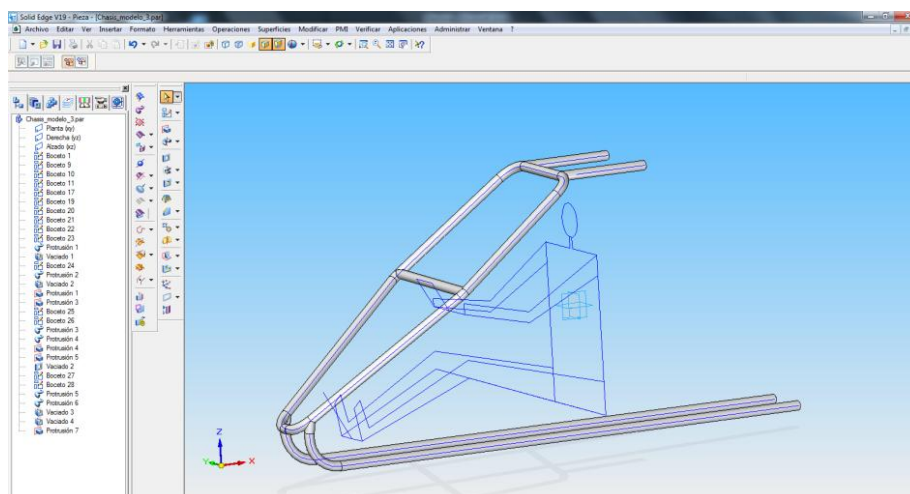 Solid Edge V19 - Pieza - [Chasis_modelo_3.par]
Archivo Editar Ver Insertar Formato Herramientas Operaciones Superficies Modificar PMI Verificar Aplicaciones Administrar Ventana ?
Chasis_modelo_3.par
Planta (xy)
Derecha (yz)
Alzado (xz)
Boceto 1
Boceto 9
Boceto 10
Boceto 11
Boceto 17
Boceto 19
Boceto 20
Boceto 21
Boceto 22
Boceto 23
Protrusión 1
Vaciado 1
Boceto 24
Protrusión 2
Vaciado 2
Protrusión 1
Protrusión 3
Boceto 25
Boceto 26
Protrusión 3
Protrusión 4
Protrusión 4
Protrusión 5
Vaciado 2
Boceto 27
Boceto 28
Protrusión 5
Protrusión 6
Vaciado 3
Vaciado 4
Protrusión 7
Z
Y X